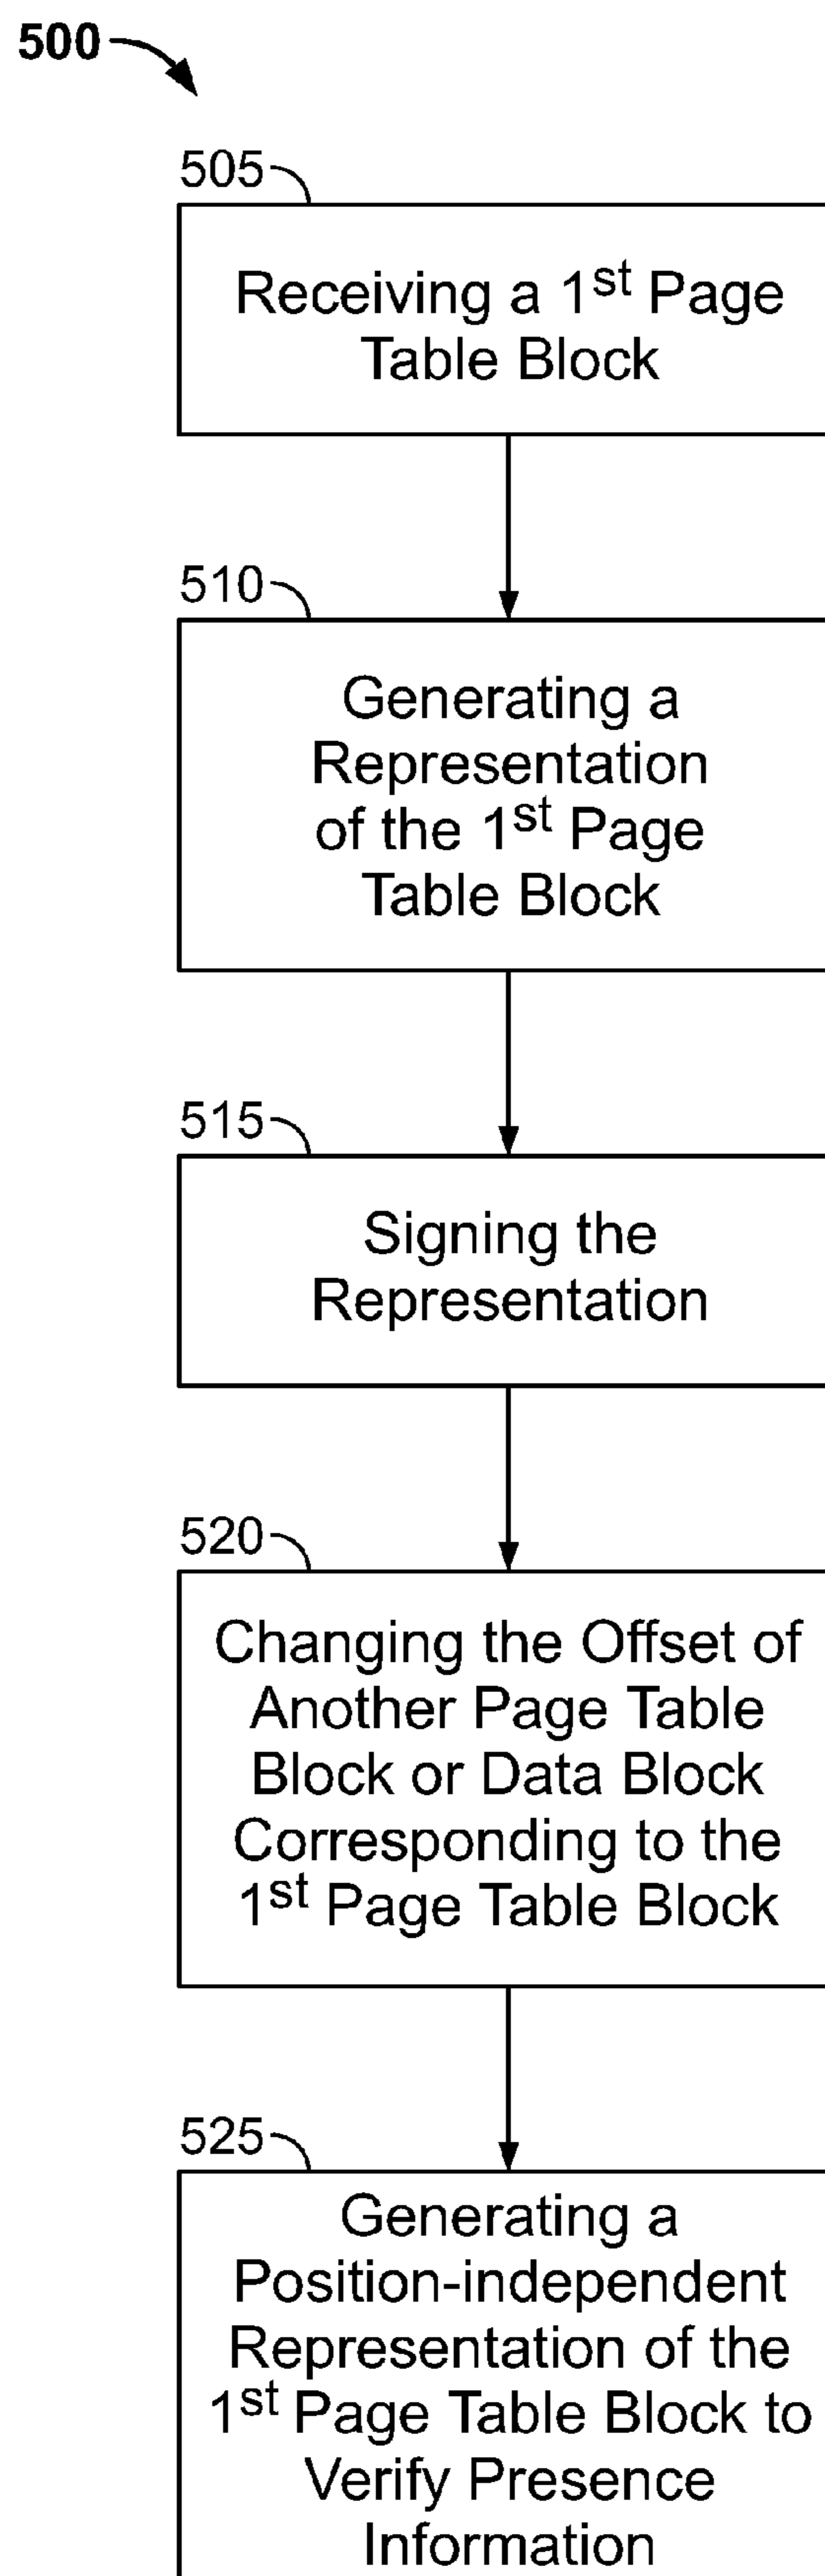 500
505
Receiving a 1st Page
Table Block
510
Generating a
Representation
of the 1st Page
Table Block
515
Signing the
Representation
520
Changing the Offset of
Another Page Table
Block or Data Block
Corresponding to the
1st Page Table Block
525
Generating a
Position-independent
Representation of the
1st Page Table Block to
Verify Presence
Information